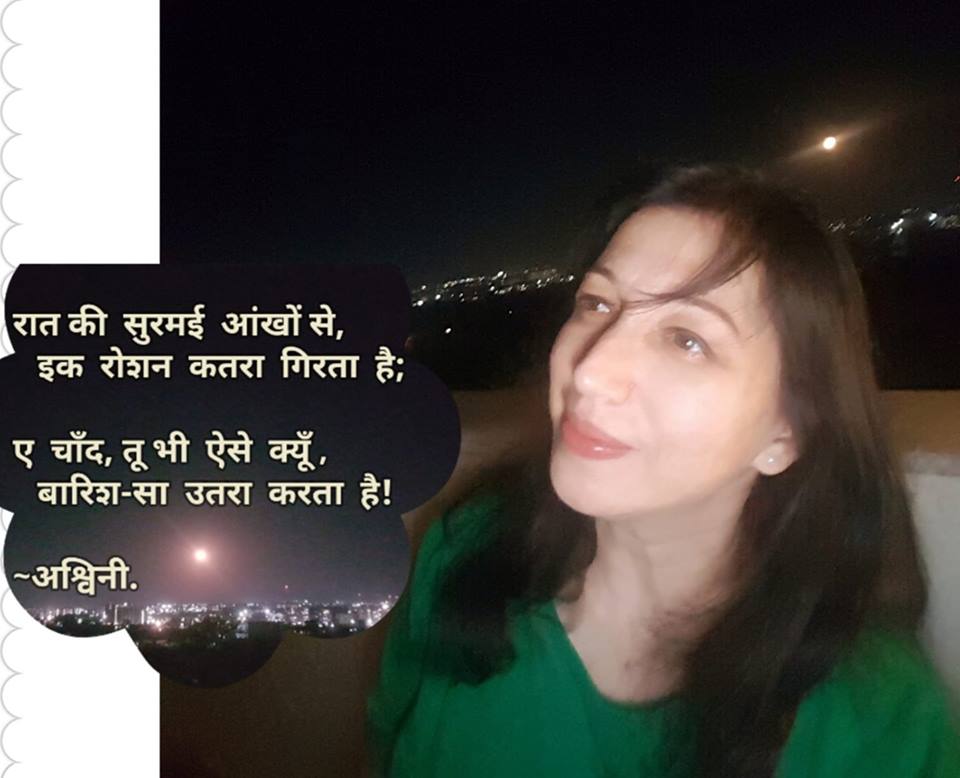 रात की सुरमई आंखों से,
इक रोशन कतरा गिरता है;
ए चाँद, तू भी ऐसे क्यूँ,
बारिश-सा उतरा करता है!
~अश्विनी.